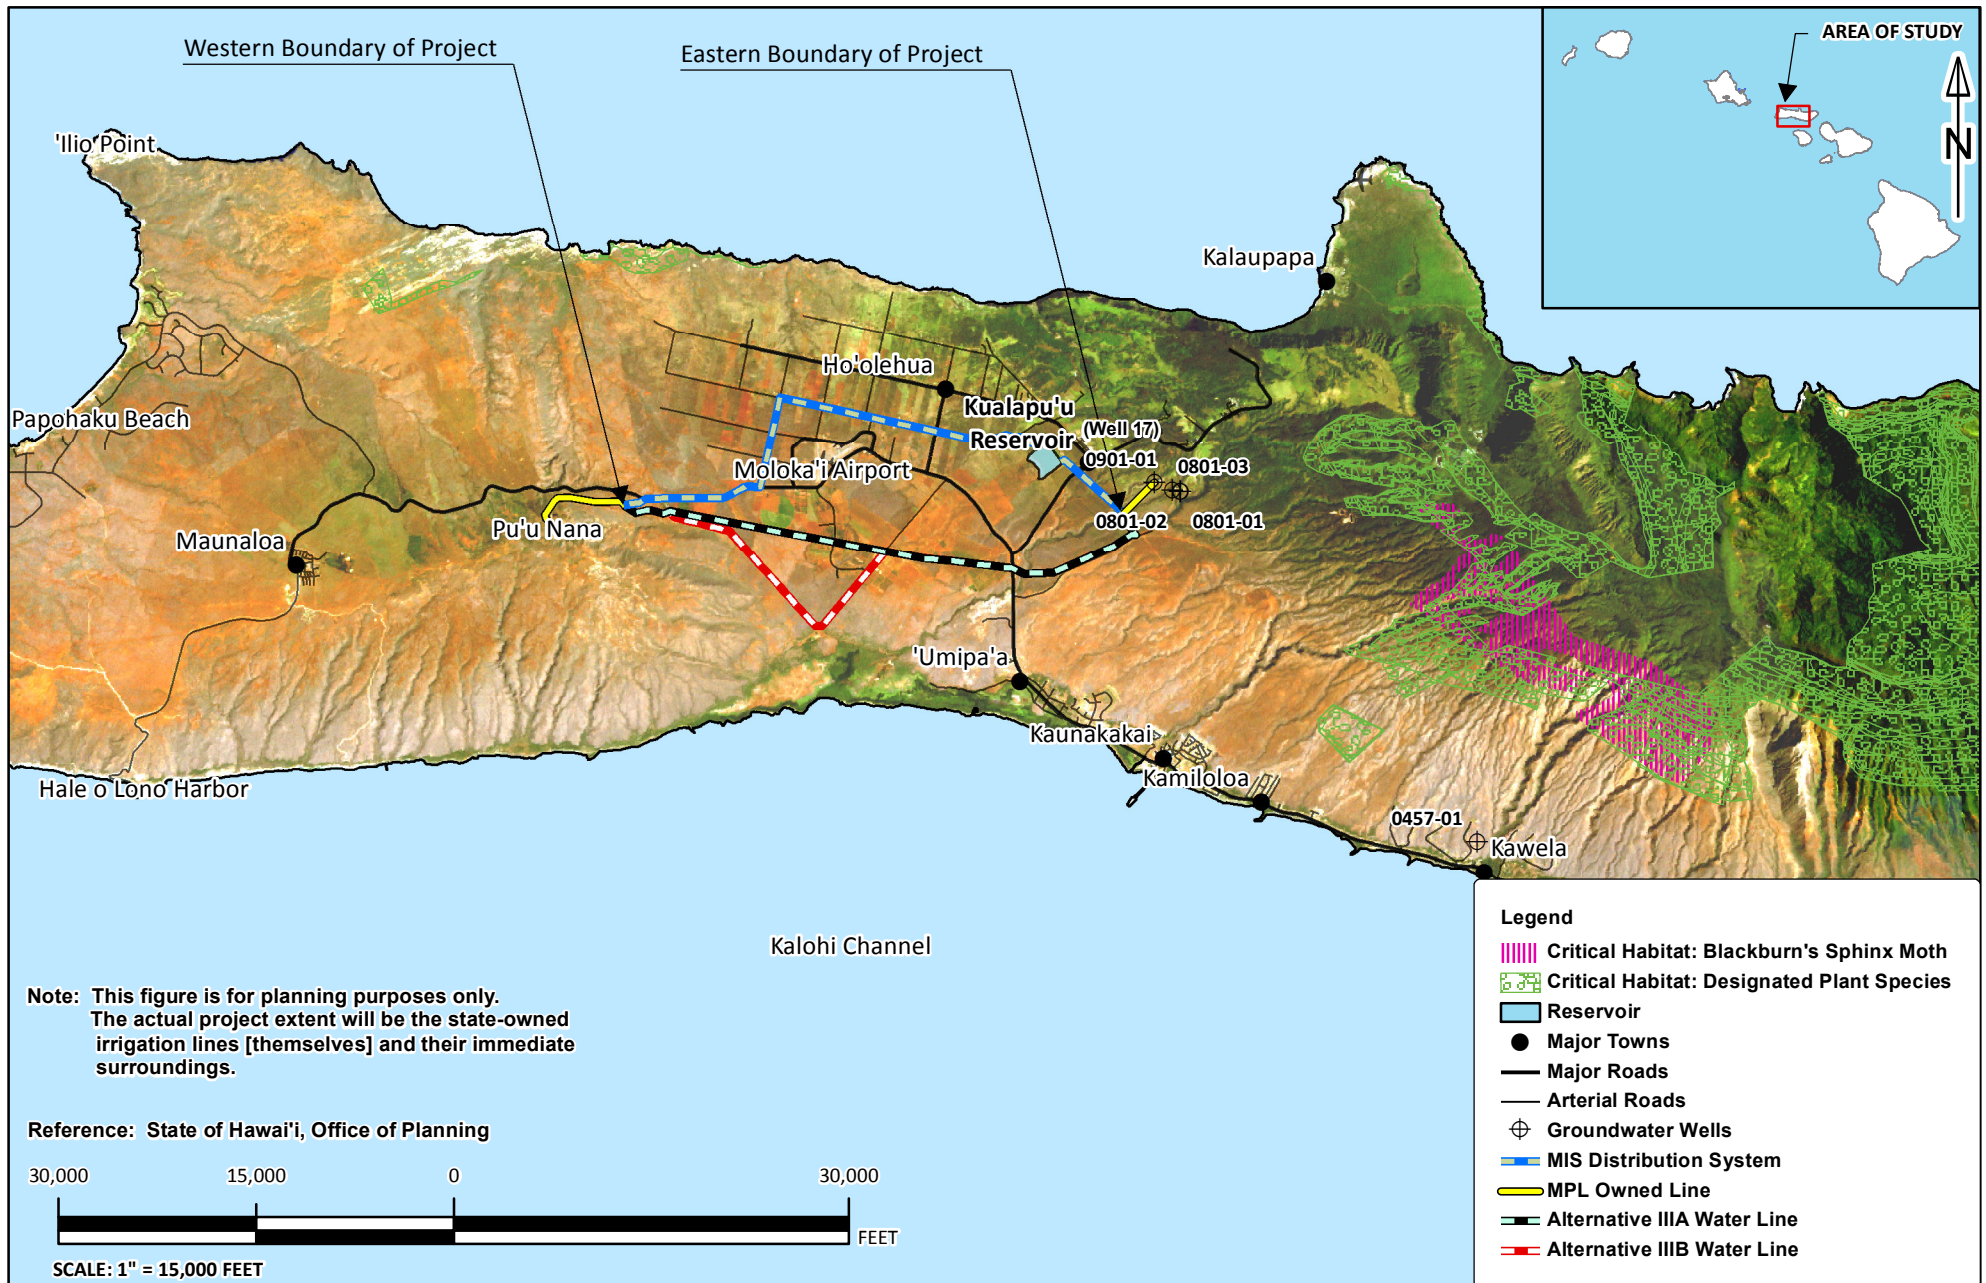 Western Boundary of Project
Eastern Boundary of Project
AREA OF STUDY
N
'Ilio Point
Kalaupapa
Ho'olehua
Kualapu'u
Reservoir
(Well 17)
0901-01
0801-03
Papohaku Beach
Moloka'i Airport
0801-02
0801-01
Pu'u Nana
Maunaloa
'Umipa'a
Kaunakakai
Kamiloloa
Hale o Lono Harbor
0457-01
Kawela
Kalohi Channel
Note: This figure is for planning purposes only.
The actual project extent will be the state-owned
irrigation lines [themselves] and their immediate
surroundings.
Reference: State of Hawai'i, Office of Planning
30,000 15,000 0 30,000
FEET
SCALE: 1" = 15,000 FEET
Legend
Critical Habitat: Blackburn's Sphinx Moth
Critical Habitat: Designated Plant Species
Reservoir
Major Towns
Major Roads
Arterial Roads
Groundwater Wells
MIS Distribution System
MPL Owned Line
Alternative IIIA Water Line
Alternative IIIB Water Line